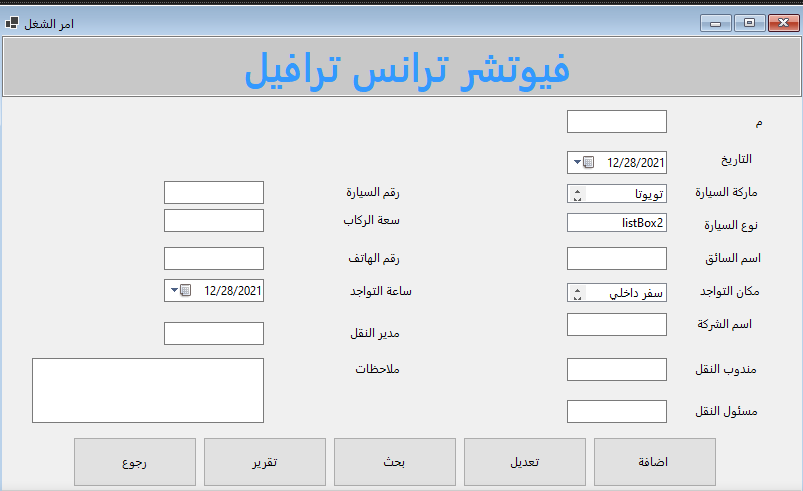 امر الشغل
فيوتشر ترانس ترافيل
م
التاريخ 12/28/2021
ماركة السيارة تويوتا رقم السيارة
نوع السيارة listBox2 سعة الركاب
اسم السائق رقم الهاتف
مكان التواجد سفر داخلي ساعة التواجد 12/28/2021
اسم الشركة مدير النقل
مندوب النقل ملاحظات
مسئول النقل
اضافة تعديل بحث تقرير رجوع